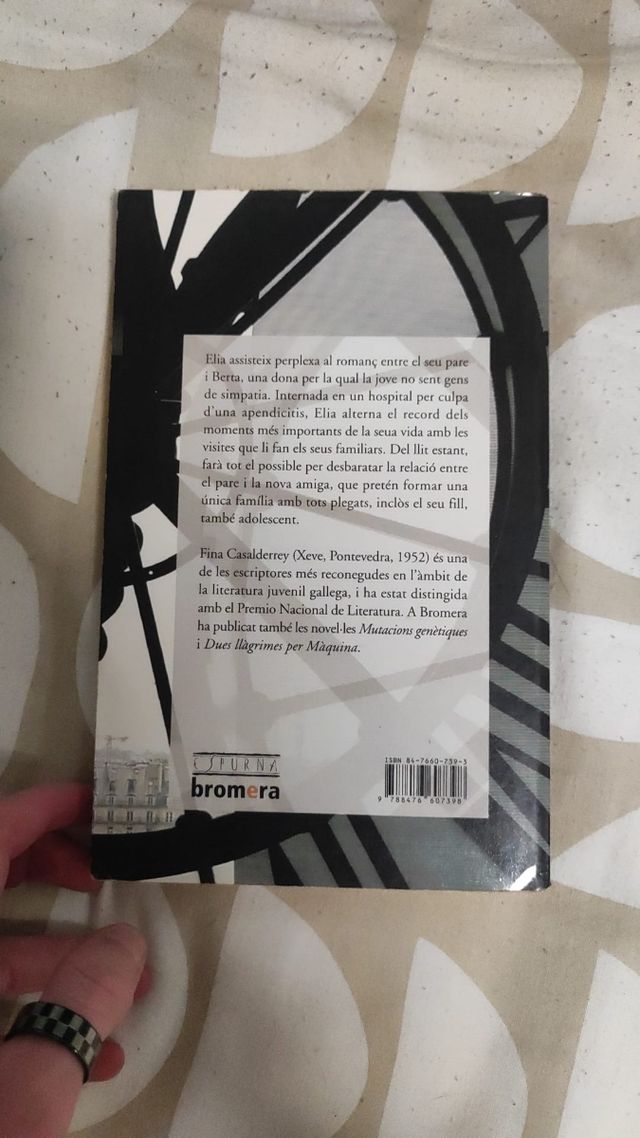 Elia assisteix perplexa al romanç entre el seu pare
i Berta, una dona per la qual la jove no sent gens
de simpatia. Internada en un hospital per culpa
d'una apendicitis, Elia alterna el record dels
moments més importants de la seua vida amb les
visites que li fan els seus familiars. Del llit estant,
farà tot el possible per desbaratar la relació entre
el pare i la nova amiga, que pretén formar una
única família amb tots plegats, inclòs el seu fill,
també adolescent.
Fina Casalderrey (Xeve, Pontevedra, 1952) és una
de les escriptores més reconegudes en l'àmbit de
la literatura juvenil gallega, i ha estat distingida
amb el Premio Nacional de Literatura. A Bromera
ha publicat també les novel·les Mutacions genètiques
i Dues llàgrimes per Màquina.
ESPURNA
bromera
ISBN 84-7660-739-3
9 788476 607398